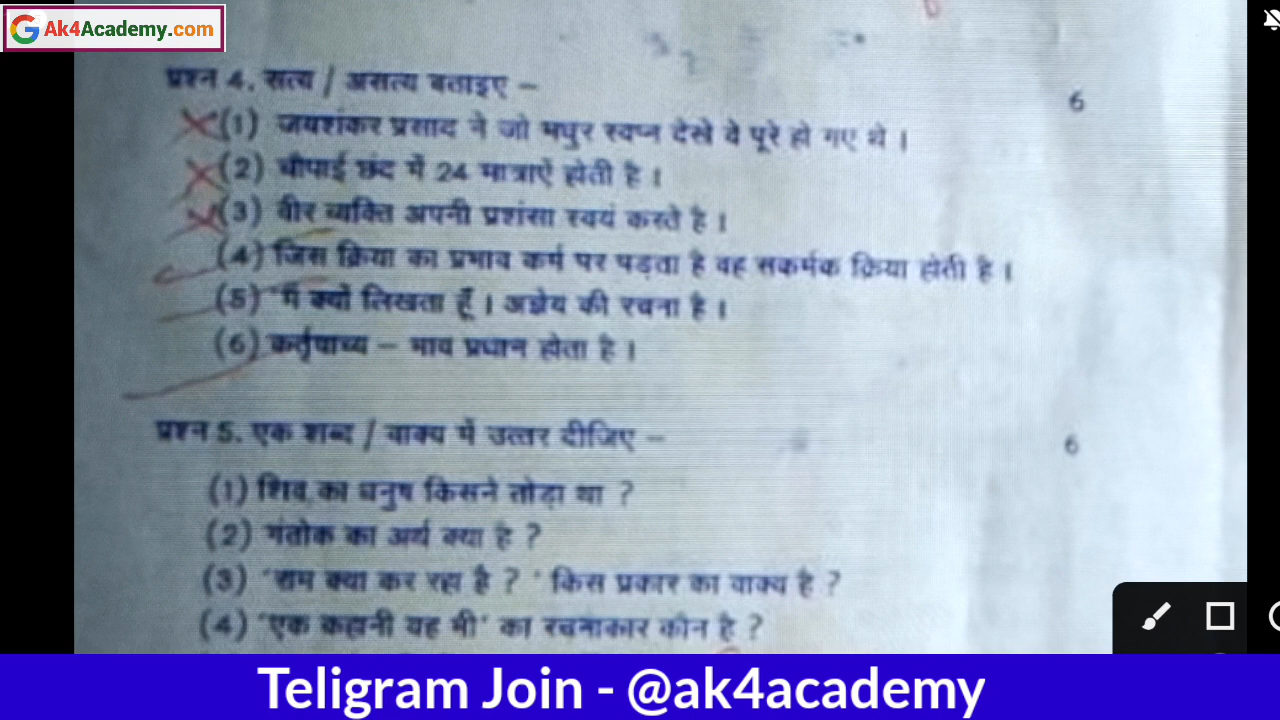 Ak4Academy.com
प्रश्न 4. सत्य / असत्य बताइए –
6
(1) जयशंकर प्रसाद ने जो मधुर स्वप्न देखे वे पूरे हो गए थे ।
(2) चौपाई छंद में 24 मात्राऐं होती है ।
(3) वीर व्यक्ति अपनी प्रशंसा स्वयं करते है ।
(4) जिस क्रिया का प्रभाव कर्म पर पड़ता है वह सकर्मक क्रिया होती है ।
(5) "मैं क्यों लिखता हूँ । अज्ञेय की रचना है ।
(6) कर्तृवाच्य – भाव प्रधान होता है ।
प्रश्न 5. एक शब्द / वाक्य में उत्तर दीजिए –
6
(1) शिव का धनुष किसने तोड़ा था ?
(2) गंतोक का अर्थ क्या है ?
(3) 'राम क्या कर रहा है ? ' किस प्रकार का वाक्य है ?
(4) 'एक कहानी यह भी' का रचनाकार कौन है ?
Teligram Join - @ak4academy